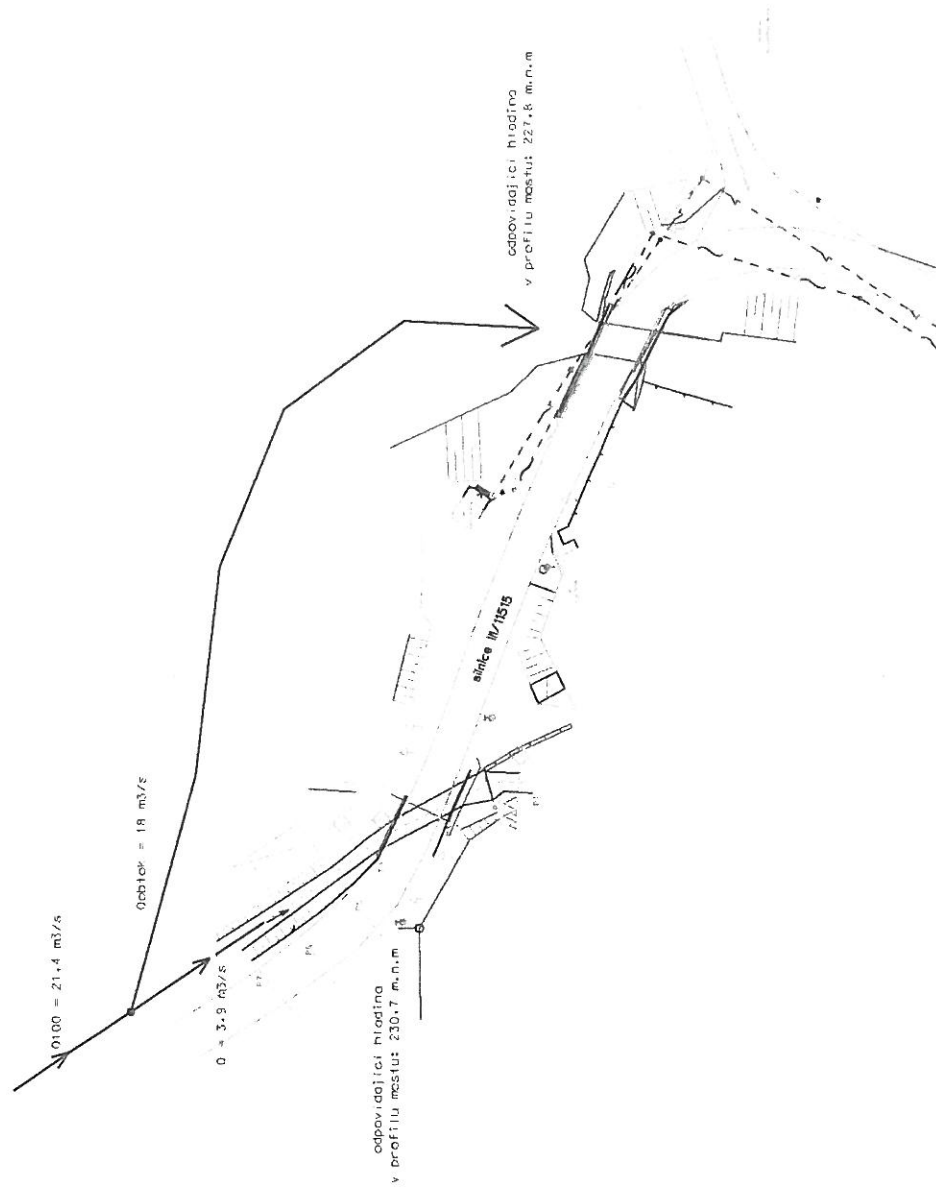 Q100 = 21,4 m3/s
Qobtok = 18 m3/s
Q = 3,9 m3/s
odpovídající hladina
v profilu mostu: 230,7 m.n.m
silnice III/11515
odpovídající hladina
v profilu mostu: 227,8 m.n.m